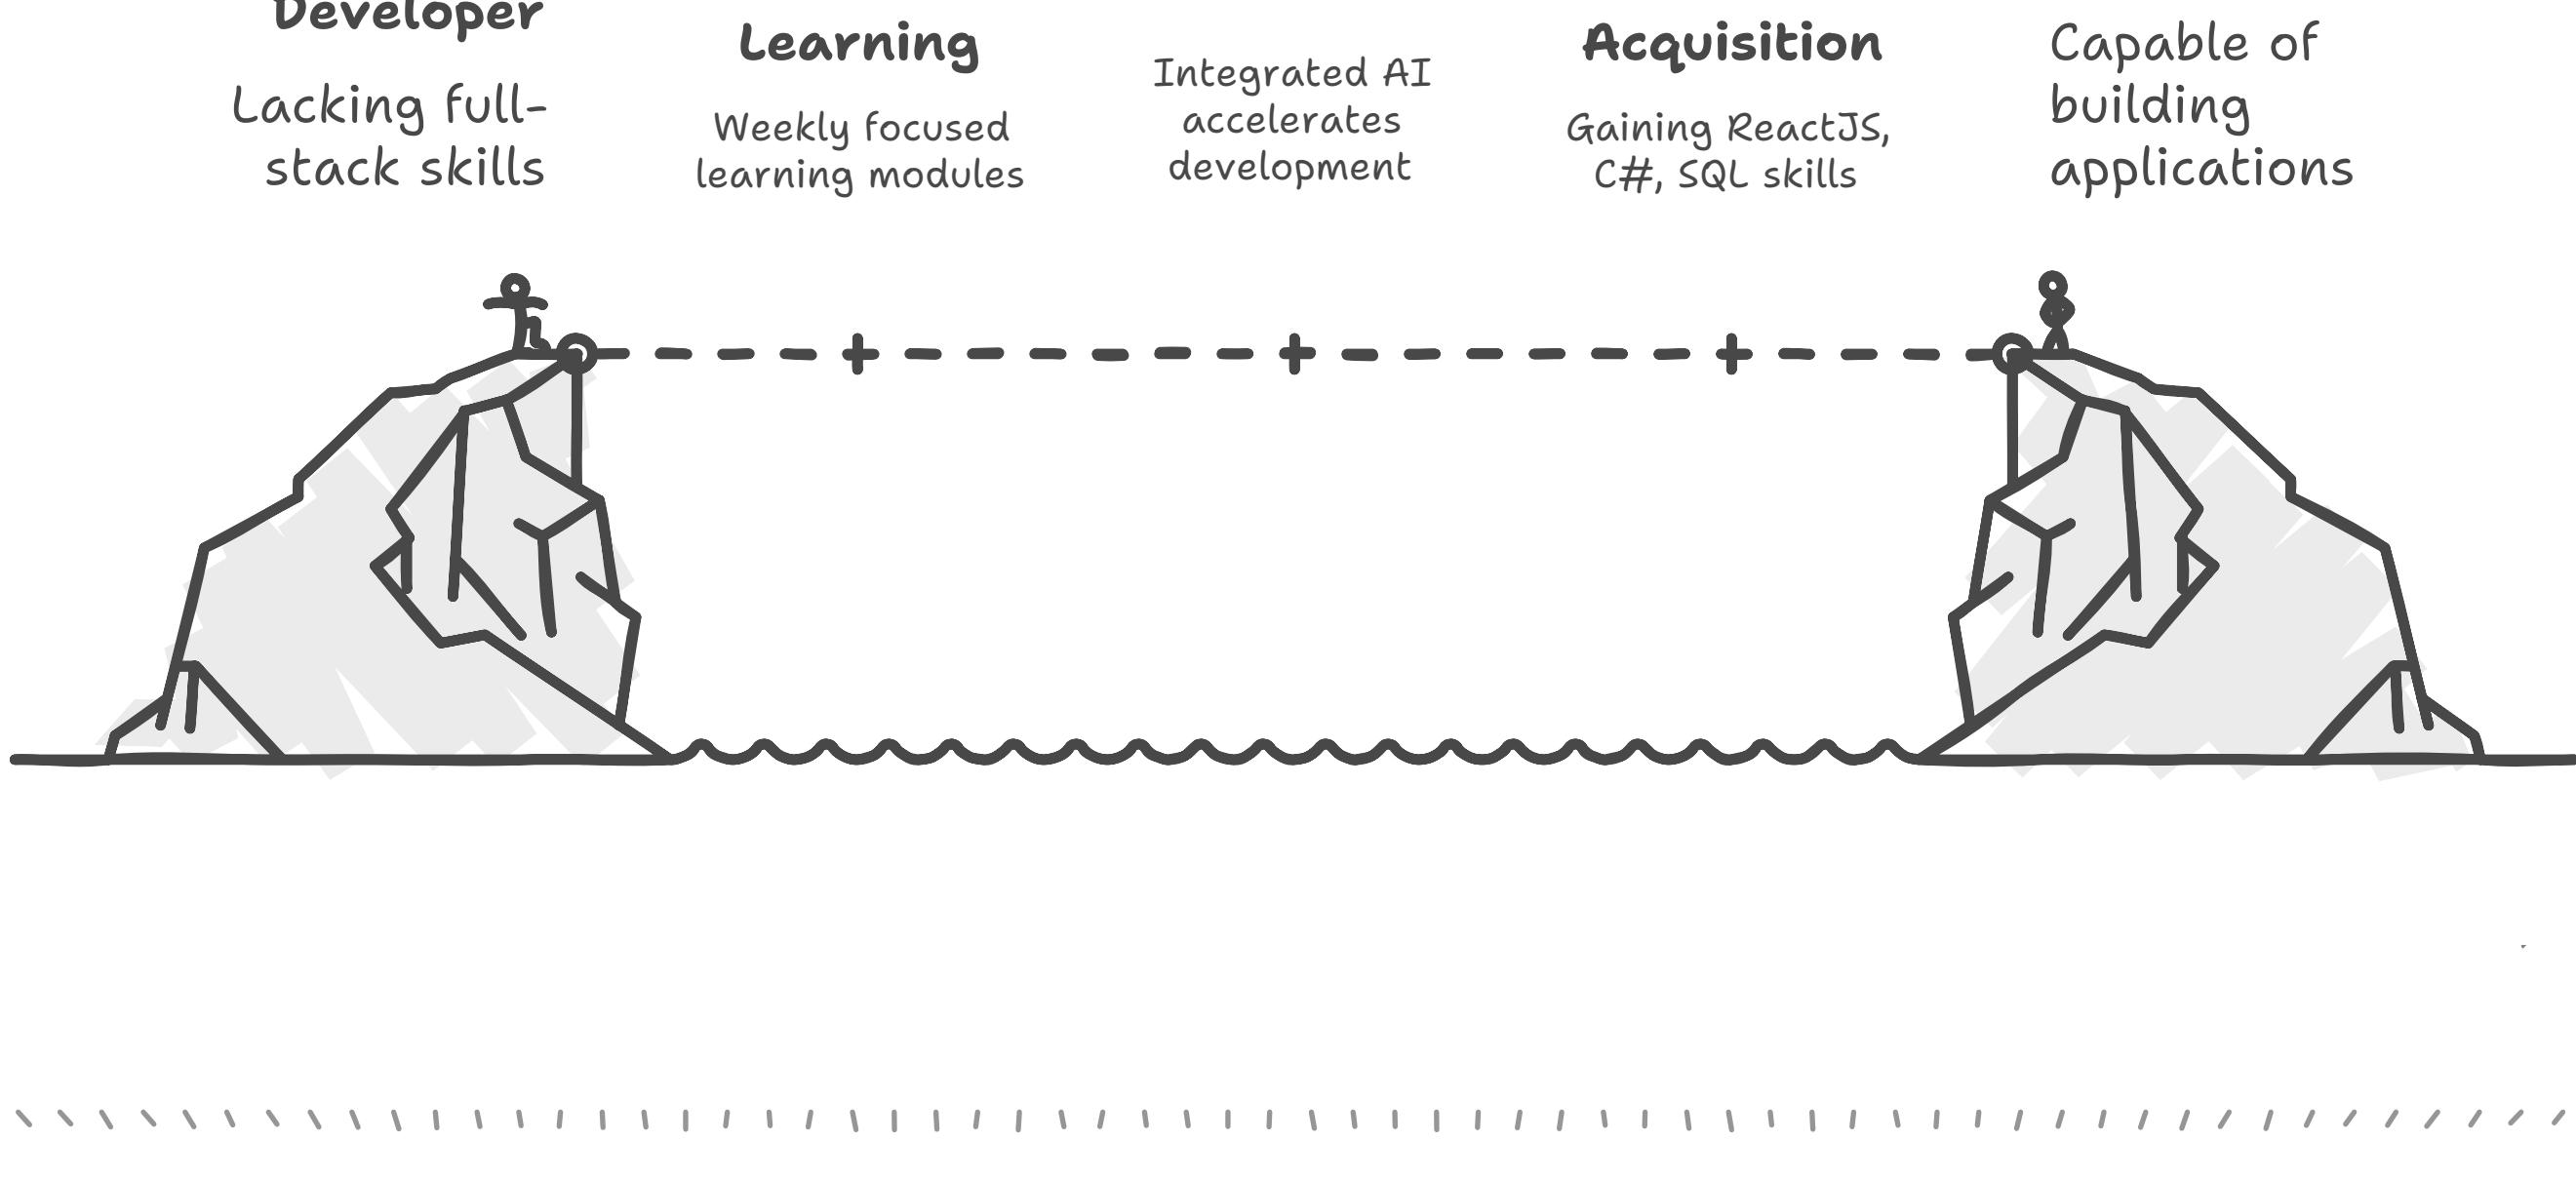 Developer
Lacking full-
stack skills
Learning
Weekly focused
learning modules
Integrated AI
accelerates
development
Acquisition
Gaining ReactJS,
C#, SQL skills
Capable of
building
applications